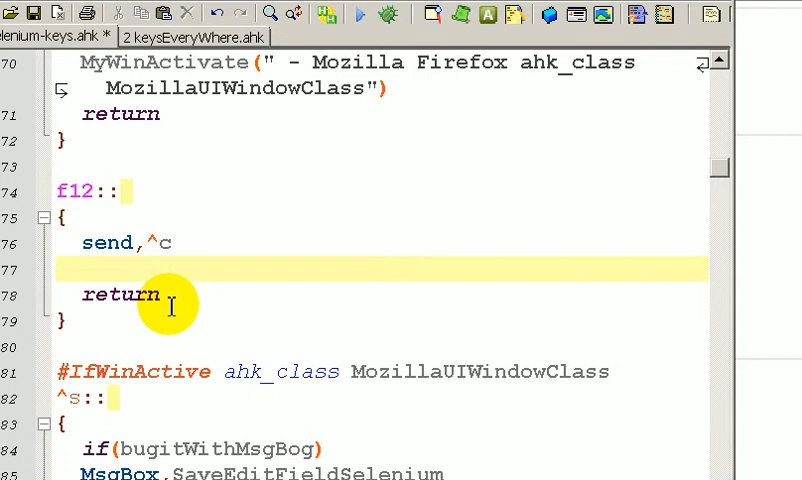 elenium-keys.ahk * 2 keysEveryWhere.ahk
70 MyWinActivate(" - Mozilla Firefox ahk_class
MozillaUIWindowClass")
71 return
72 }
73
74 f12::
75 {
76 send,^c
77
78 return
79 }
80
81 #IfWinActive ahk_class MozillaUIWindowClass
82 ^s::
83 {
84 if(bugitWithMsgBog)
85 MsgBox,SaveEditFieldSelenium